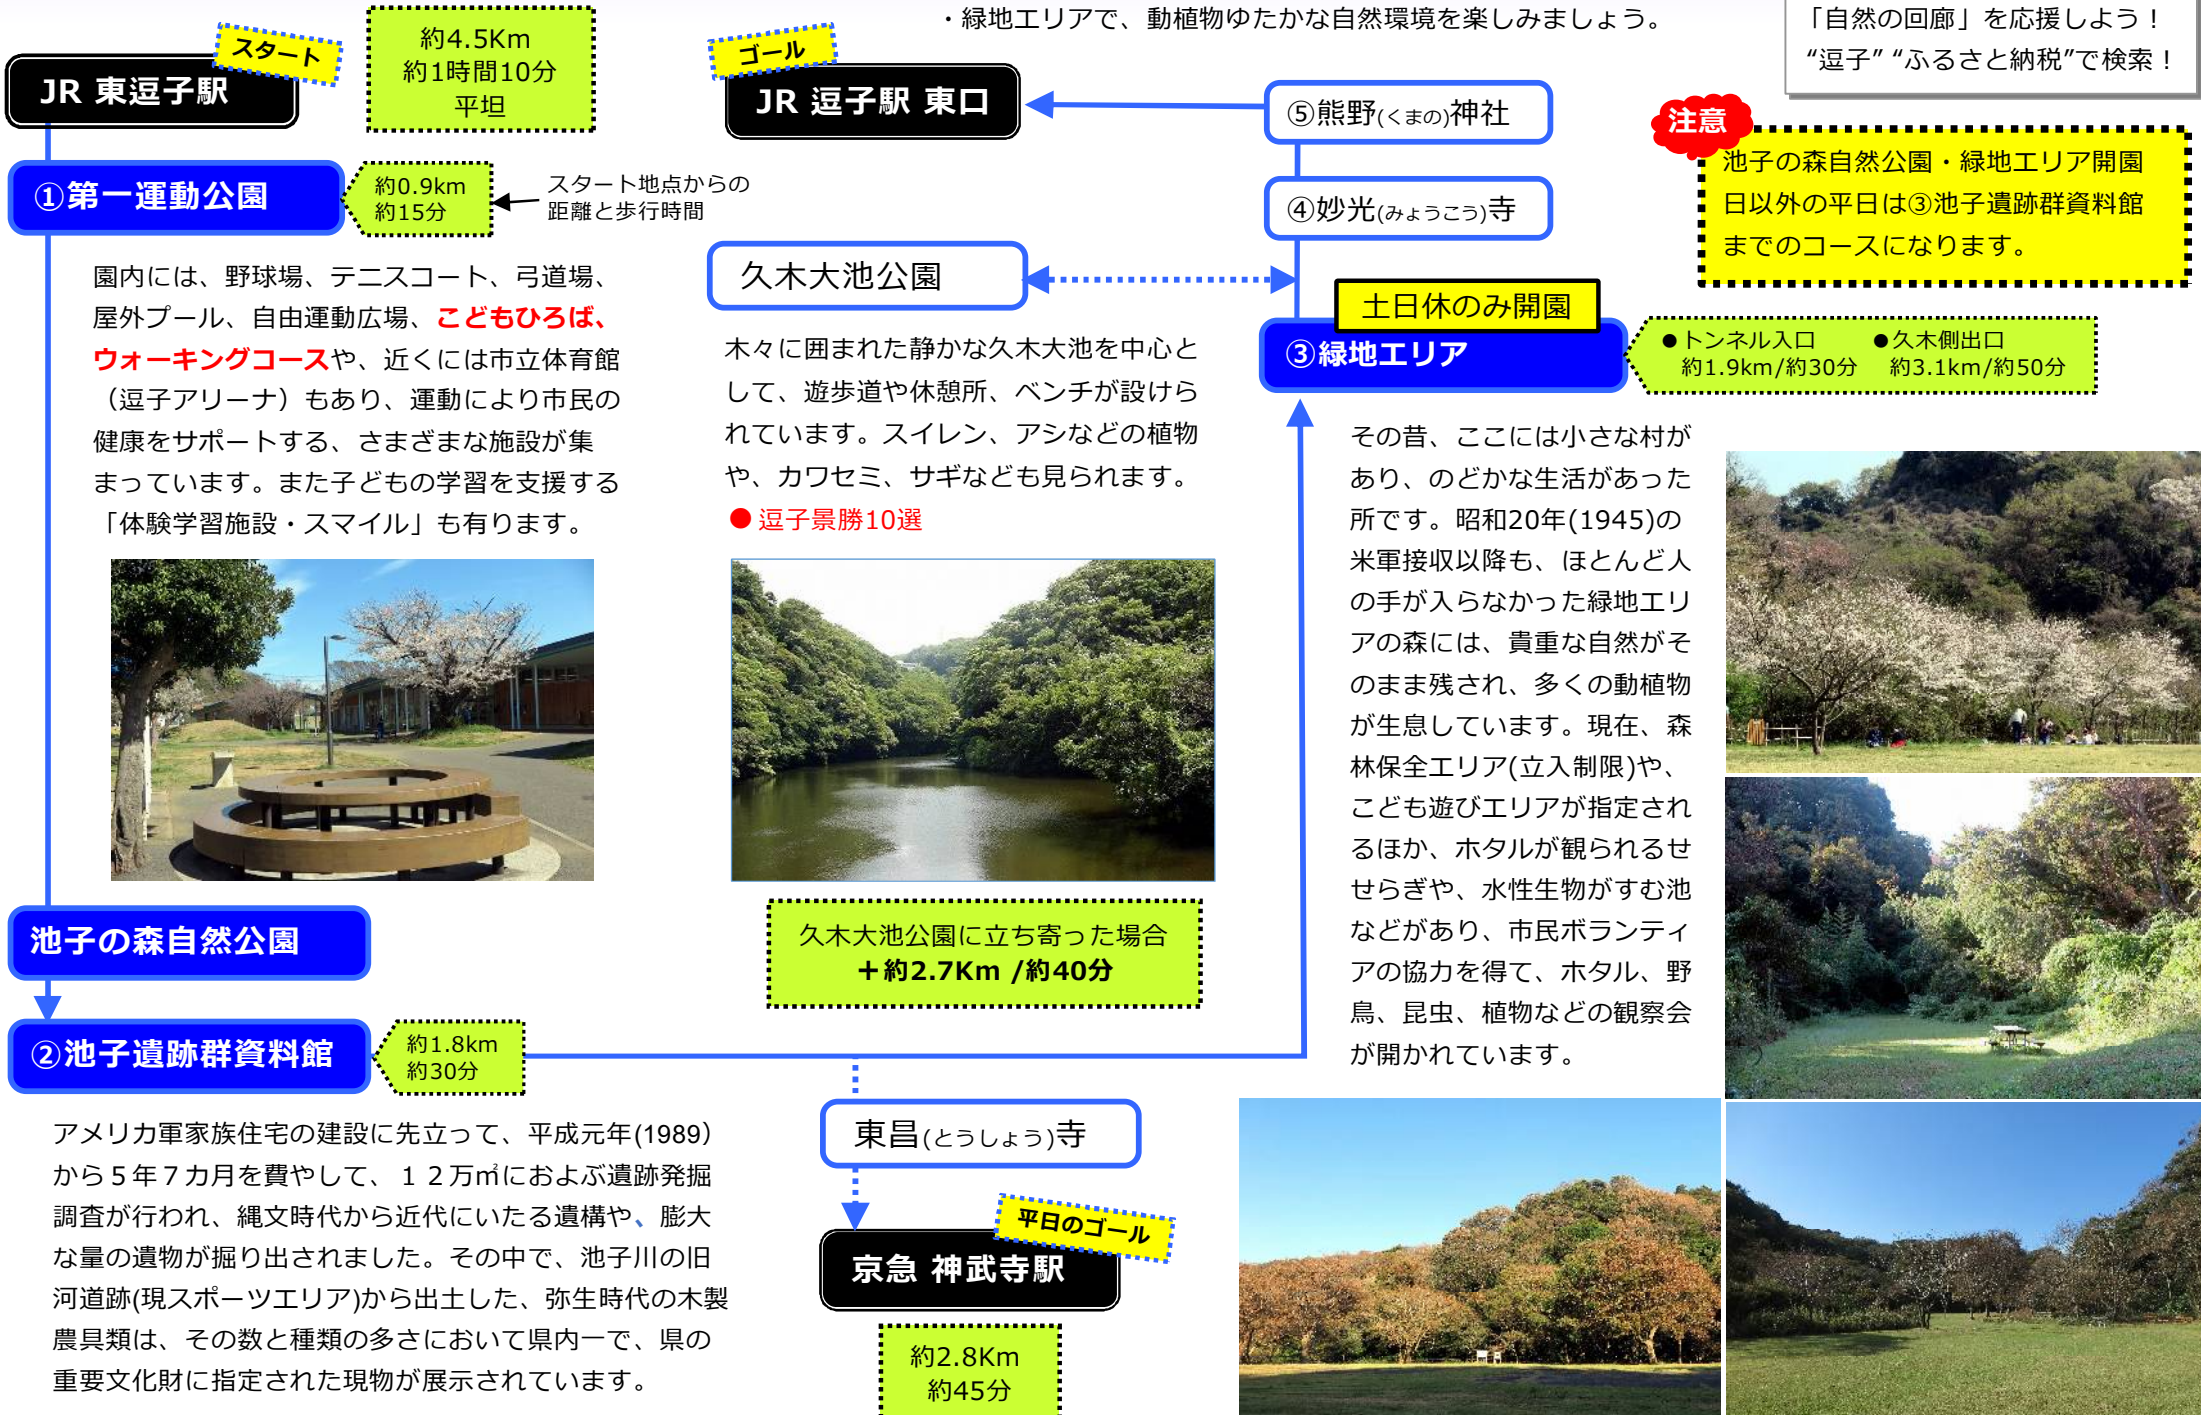 ・緑地エリアで、動植物ゆたかな自然環境を楽しみましょう。
「自然の回廊」を応援しよう！
“逗子” “ふるさと納税”で検索！
スタート
JR 東逗子駅
約4.5Km
約1時間10分
平坦
①第一運動公園
約0.9km
約15分
スタート地点からの
距離と歩行時間
園内には、野球場、テニスコート、弓道場、
屋外プール、自由運動広場、こどもひろば、
ウォーキングコースや、近くには市立体育館
（逗子アリーナ）もあり、運動により市民の
健康をサポートする、さまざまな施設が集
まっています。また子どもの学習を支援する
「体験学習施設・スマイル」も有ります。
池子の森自然公園
②池子遺跡群資料館
約1.8km
約30分
アメリカ軍家族住宅の建設に先立って、平成元年(1989）
から５年７カ月を費やして、１２万㎡におよぶ遺跡発掘
調査が行われ、縄文時代から近代にいたる遺構や、膨大
な量の遺物が掘り出されました。その中で、池子川の旧
河道跡(現スポーツエリア)から出土した、弥生時代の木製
農具類は、その数と種類の多さにおいて県内一で、県の
重要文化財に指定された現物が展示されています。
ゴール
JR 逗子駅 東口
⑤熊野(くまの)神社
④妙光(みょうこう)寺
久木大池公園
木々に囲まれた静かな久木大池を中心と
して、遊歩道や休憩所、ベンチが設けら
れています。スイレン、アシなどの植物
や、カワセミ、サギなども見られます。
●逗子景勝10選
久木大池公園に立ち寄った場合
＋約2.7Km /約40分
東昌(とうしょう)寺
平日のゴール
京急 神武寺駅
約2.8Km
約45分
注意
池子の森自然公園・緑地エリア開園
日以外の平日は③池子遺跡群資料館
までのコースになります。
土日休のみ開園
③緑地エリア
●トンネル入口 ●久木側出口
約1.9km/約30分 約3.1km/約50分
その昔、ここには小さな村が
あり、のどかな生活があった
所です。昭和20年(1945)の
米軍接収以降も、ほとんど人
の手が入らなかった緑地エリ
アの森には、貴重な自然がそ
のまま残され、多くの動植物
が生息しています。現在、森
林保全エリア(立入制限)や、
こども遊びエリアが指定され
るほか、ホタルが観られるせ
せらぎや、水性生物がすむ池
などがあり、市民ボランティ
アの協力を得て、ホタル、野
鳥、昆虫、植物などの観察会
が開かれています。